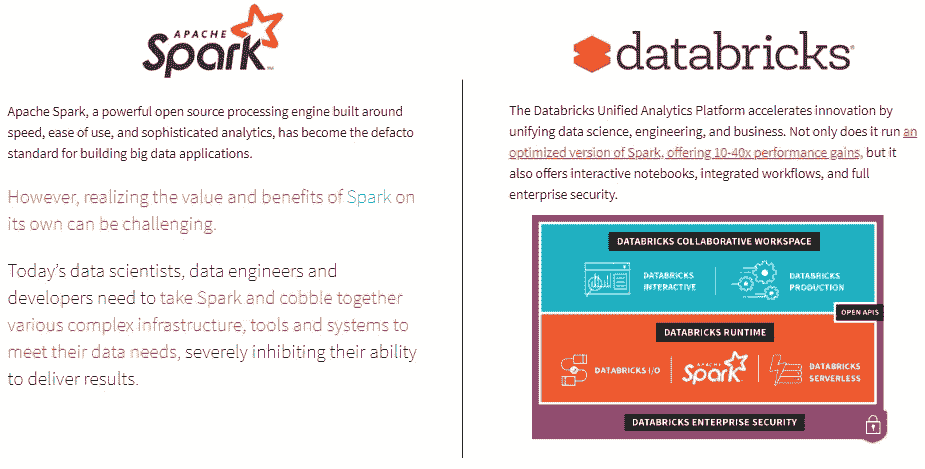 APACHE
Spark™
Apache Spark, a powerful open source processing engine built around
speed, ease of use, and sophisticated analytics, has become the defacto
standard for building big data applications.
However, realizing the value and benefits of Spark on
its own can be challenging.
Today's data scientists, data engineers and
developers need to take Spark and cobble together
various complex infrastructure, tools and systems to
meet their data needs, severely inhibiting their ability
to deliver results.
databricks®
The Databricks Unified Analytics Platform accelerates innovation by
unifying data science, engineering, and business. Not only does it run an
optimized version of Spark, offering 10-40x performance gains, but it
also offers interactive notebooks, integrated workflows, and full
enterprise security.
DATABRICKS COLLABORATIVE WORKSPACE
DATABRICKS
INTERACTIVE
DATABRICKS
PRODUCTION
OPEN APIS
DATABRICKS RUNTIME
DATABRICKS I/O
APACHE
Spark
DATABRICKS
SERVERLESS
DATABRICKS ENTERPRISE SECURITY